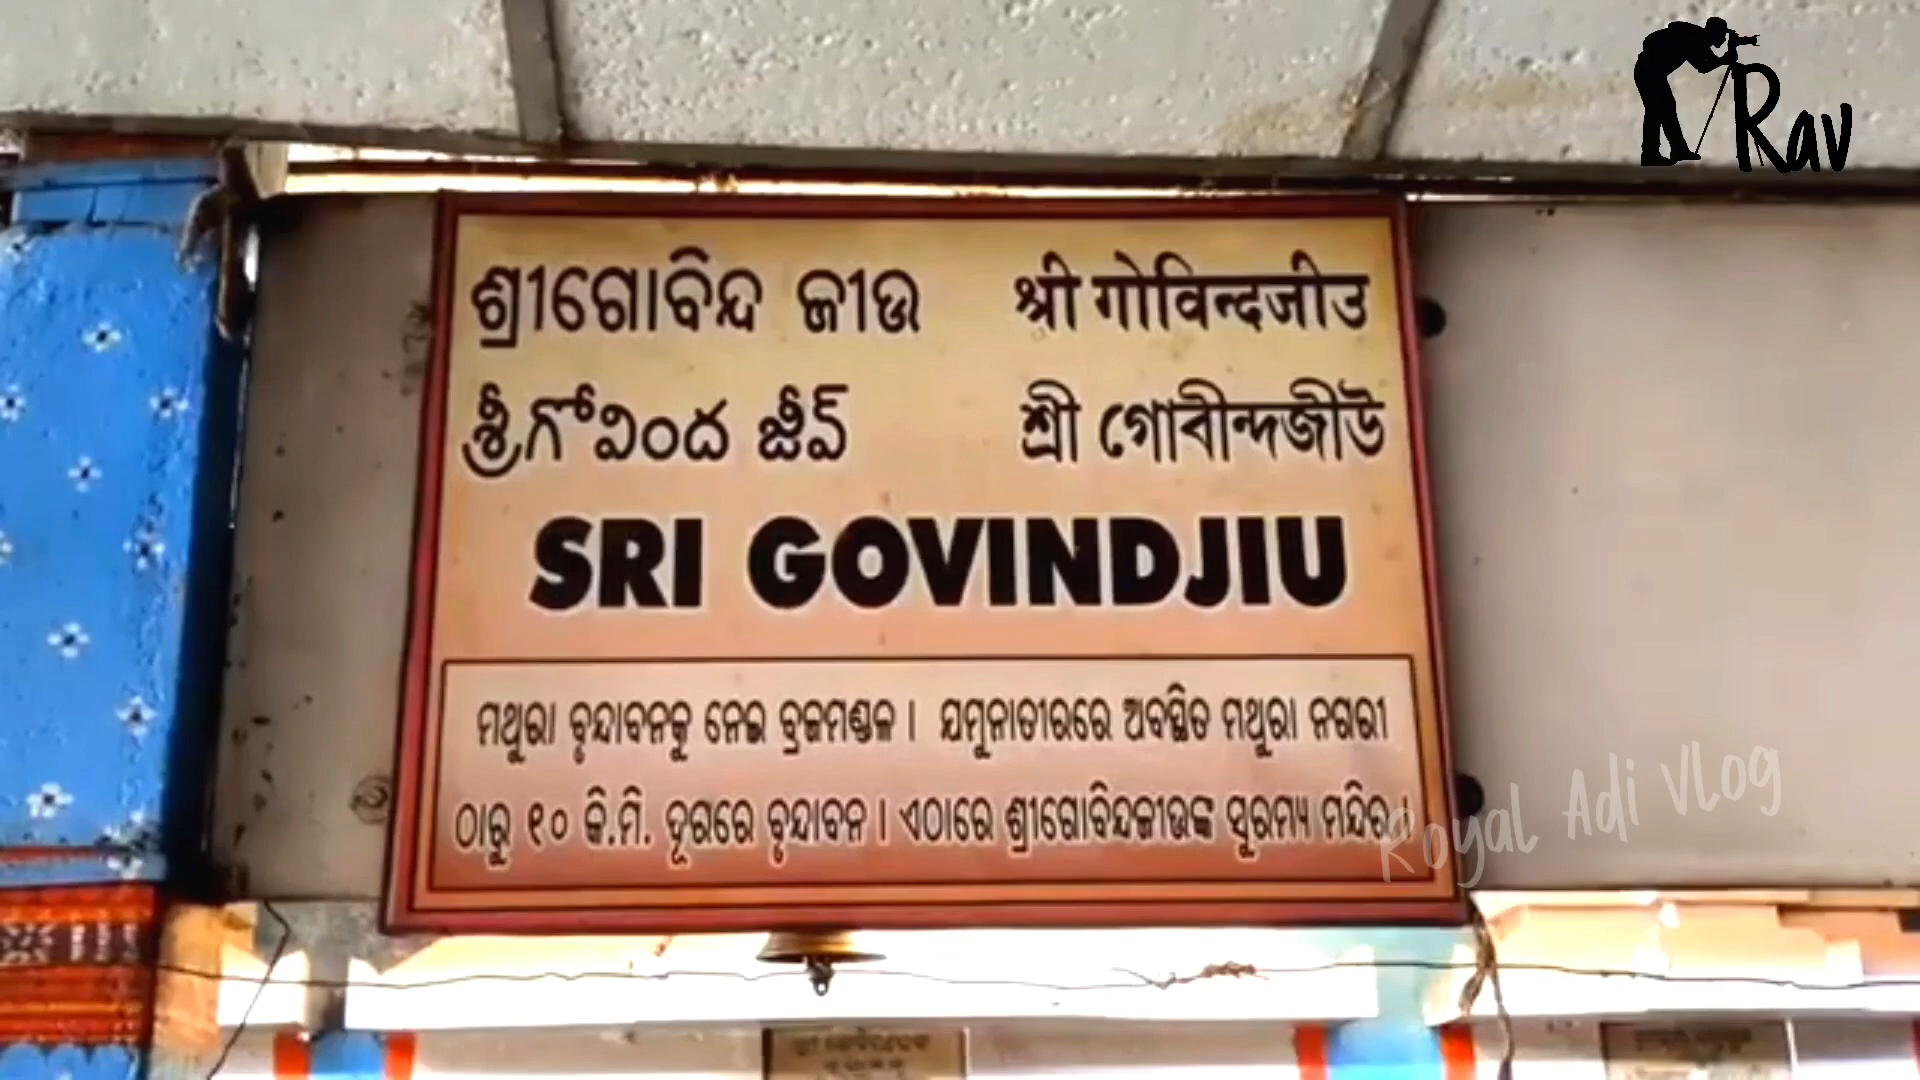 Rav
ଶ୍ରୀଗୋବିନ୍ଦ ଜୀଉ श्री गोविन्दजीउ
శ్రీగోవింద జీవ్ শ্রী গোবীন্দজীউ
SRI GOVINDJIU
ମଥୁରା ବୃନ୍ଦାବନକୁ ନେଇ ବ୍ରଜମଣ୍ଡଳ । ଯମୁନାତୀରରେ ଅବସ୍ଥିତ ମଥୁରା ନଗରୀ
ଠାରୁ ୧୦ କି.ମି. ଦୂରରେ ବୃନ୍ଦାବନ । ଏଠାରେ ଶ୍ରୀଗୋବିନ୍ଦଜୀଉଙ୍କ ସୁରମ୍ୟ ମନ୍ଦିର ।
Royal Adi Vlog